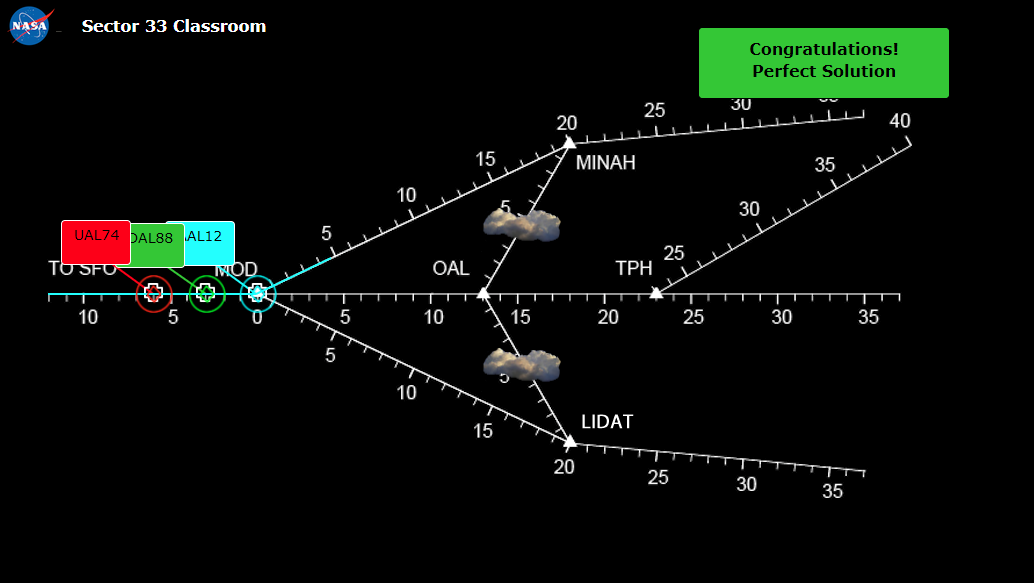 NASA
Sector 33 Classroom
Congratulations!
Perfect Solution
25
30
35
40
20
MINAH
15
35
10
30
5
5
UAL74
DAL88
AAL12
TO SFO
MOD
OAL
TPH
25
10
5
0
5
10
15
20
25
30
35
5
5
10
15
LIDAT
20
25
30
35